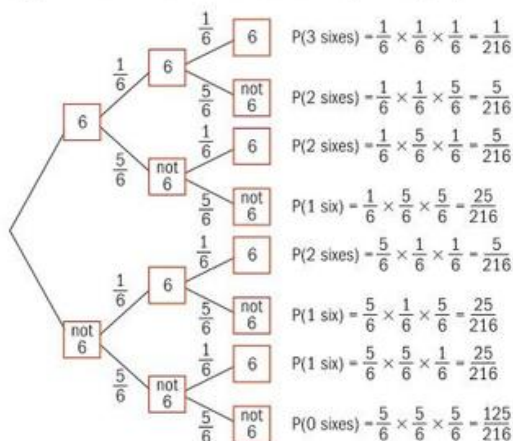 1/6 6 P(3 sixes) = 1/6 × 1/6 × 1/6 = 1/216
1/6 6
5/6 not 6 P(2 sixes) = 1/6 × 1/6 × 5/6 = 5/216
6
1/6 6 P(2 sixes) = 1/6 × 5/6 × 1/6 = 5/216
5/6 not 6
5/6 not 6 P(1 six) = 1/6 × 5/6 × 5/6 = 25/216
1/6 6 P(2 sixes) = 5/6 × 1/6 × 1/6 = 5/216
1/6 6
5/6 not 6 P(1 six) = 5/6 × 1/6 × 5/6 = 25/216
not 6
1/6 6 P(1 six) = 5/6 × 5/6 × 1/6 = 25/216
5/6 not 6
5/6 not 6 P(0 sixes) = 5/6 × 5/6 × 5/6 = 125/216